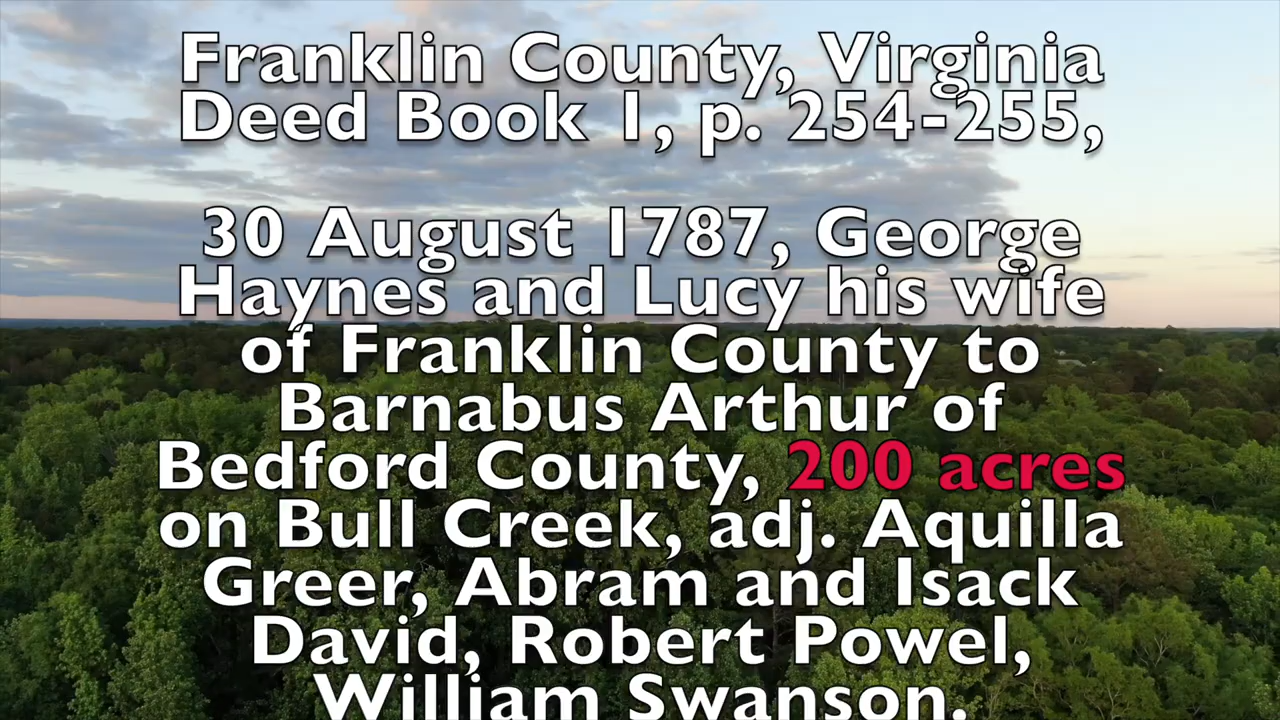 Franklin County, Virginia
Deed Book 1, p. 254-255,
30 August 1787, George
Haynes and Lucy his wife
of Franklin County to
Barnabus Arthur of
Bedford County, 200 acres
on Bull Creek, adj. Aquilla
Greer, Abram and Isack
David, Robert Powel,
William Swanson.